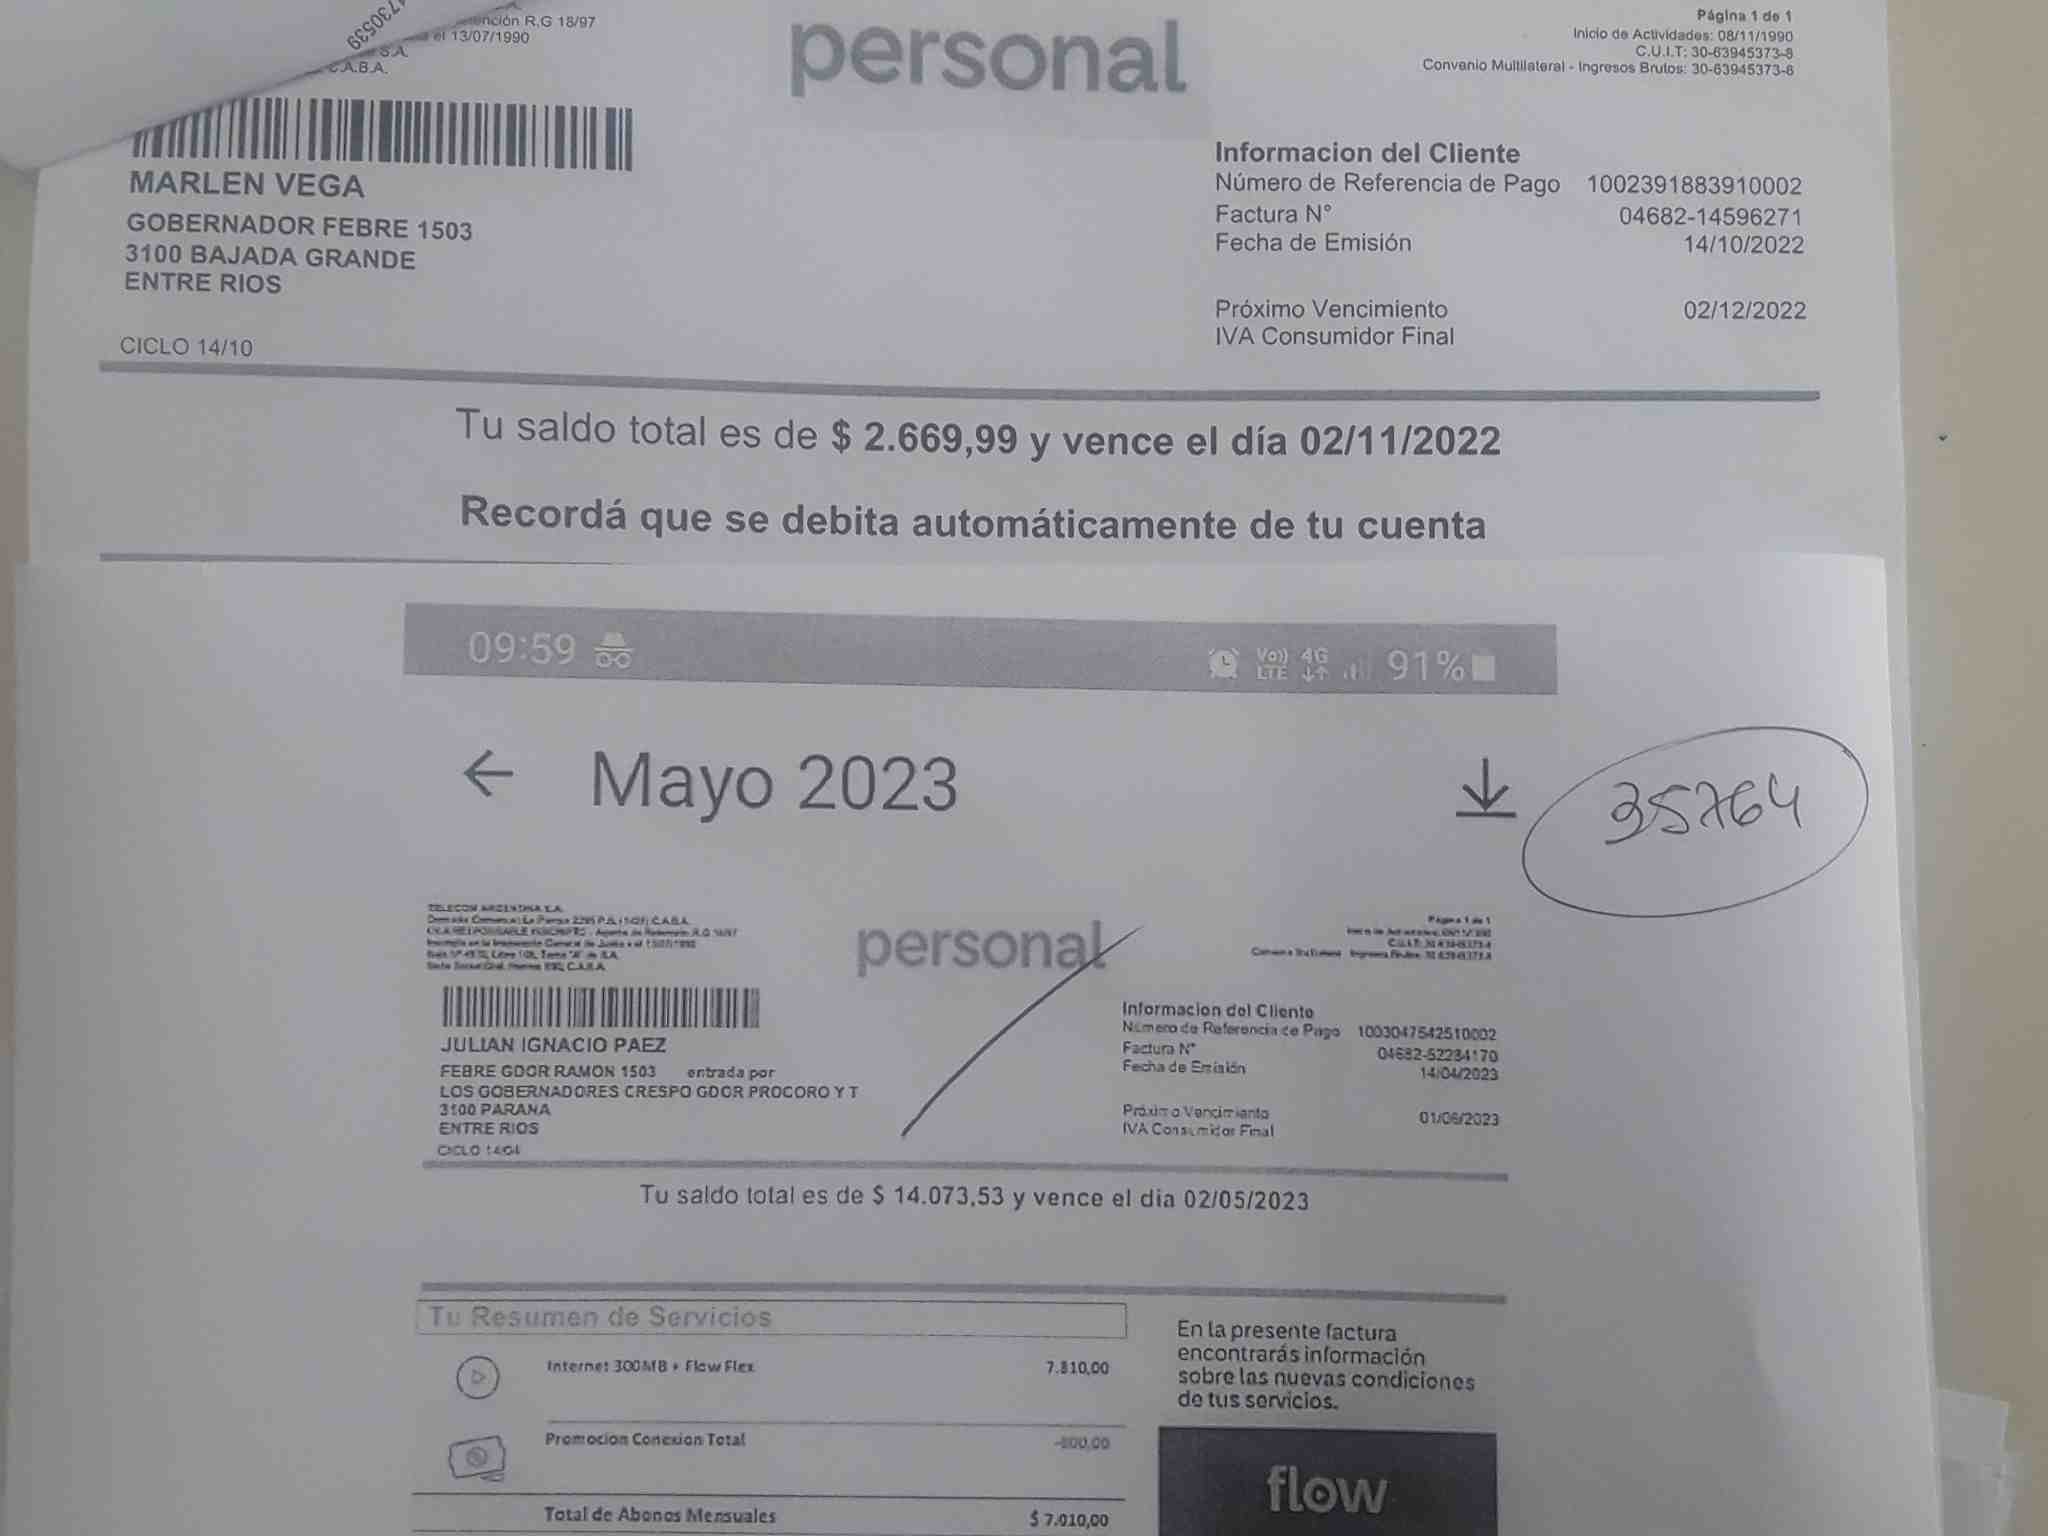 730539
ención R.G 18/97
el 13/07/1990
S.A.
C.A.B.A.
personal
Página 1 de 1
Inicio de Actividades: 08/11/1990
C.U.I.T: 30-63945373-8
Convenio Multilateral - Ingresos Brutos: 30-63945373-8
MARLEN VEGA
GOBERNADOR FEBRE 1503
3100 BAJADA GRANDE
ENTRE RIOS
CICLO 14/10
Informacion del Cliente
Número de Referencia de Pago 1002391883910002
Factura N° 04682-14596271
Fecha de Emisión 14/10/2022
Próximo Vencimiento 02/12/2022
IVA Consumidor Final
Tu saldo total es de $ 2.669,99 y vence el día 02/11/2022
Recordá que se debita automáticamente de tu cuenta
09:59 Vo)) LTE 4G 91%
Mayo 2023
35764
TELECOM ARGENTINA S.A.
personal
Página 1 de 1
JULIAN IGNACIO PAEZ
FEBRE GDOR RAMON 1503 entrada por
LOS GOBERNADORES CRESPO GDOR PROCORO Y T
3100 PARANA
ENTRE RIOS
CICLO 14/04
Informacion del Cliente
Número de Referencia de Pago 1003047542510002
Factura N° 04682-52284170
Fecha de Emisión 14/04/2023
Próximo Vencimiento 01/06/2023
IVA Consumidor Final
Tu saldo total es de $ 14.073,53 y vence el dia 02/05/2023
Tu Resumen de Servicios
Internet 300MB + Flow Flex 7.810,00
Promocion Conexion Total -800,00
Total de Abonos Mensuales $ 7.010,00
En la presente factura
encontrarás información
sobre las nuevas condiciones
de tus servicios.
flow